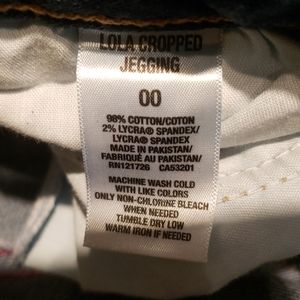 LOLA CROPPED
JEGGING
00
98% COTTON/COTON
2% LYCRA® SPANDEX/
LYCRA® SPANDEX
MADE IN PAKISTAN/
FABRIQUÉ AU PAKISTAN/
RN121726 CA53201
MACHINE WASH COLD
WITH LIKE COLORS
ONLY NON-CHLORINE BLEACH
WHEN NEEDED
TUMBLE DRY LOW
WARM IRON IF NEEDED